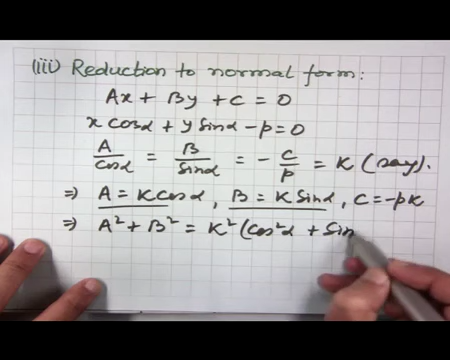 (iii) Reduction to normal form:
Ax + By + C = 0
x cosα + y sinα - p = 0
A/cosα = B/sinα = - C/p = K (say).
⇒ A = K cosα, B = K sinα, C = -pK
⇒ A² + B² = K² (cos²α + sin